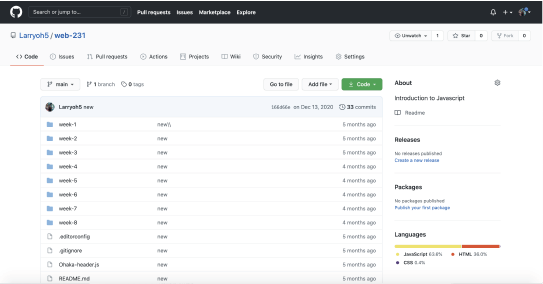 Search or jump to... /
Pull requests Issues Marketplace Explore
Larryoh5 / web-231
Unwatch 1 Star 0 Fork 0
Code Issues Pull requests Actions Projects Wiki Security Insights Settings
main 1 branch 0 tags Go to file Add file Code
Larryoh5 new on Dec 13, 2020 33 commits
week-1 new\\ 5 months ago
week-2 new 5 months ago
week-3 new 5 months ago
week-4 new 4 months ago
week-5 new 4 months ago
week-6 new 4 months ago
week-7 new 4 months ago
week-8 new 4 months ago
.editorconfig new 5 months ago
.gitignore new 5 months ago
Ohaka-header.js new 5 months ago
README.md new 5 months ago
About
Introduction to Javascript
Readme
Releases
No releases published
Create a new release
Packages
No packages published
Publish your first package
Languages
JavaScript 63.6% HTML 36.0%
CSS 0.4%